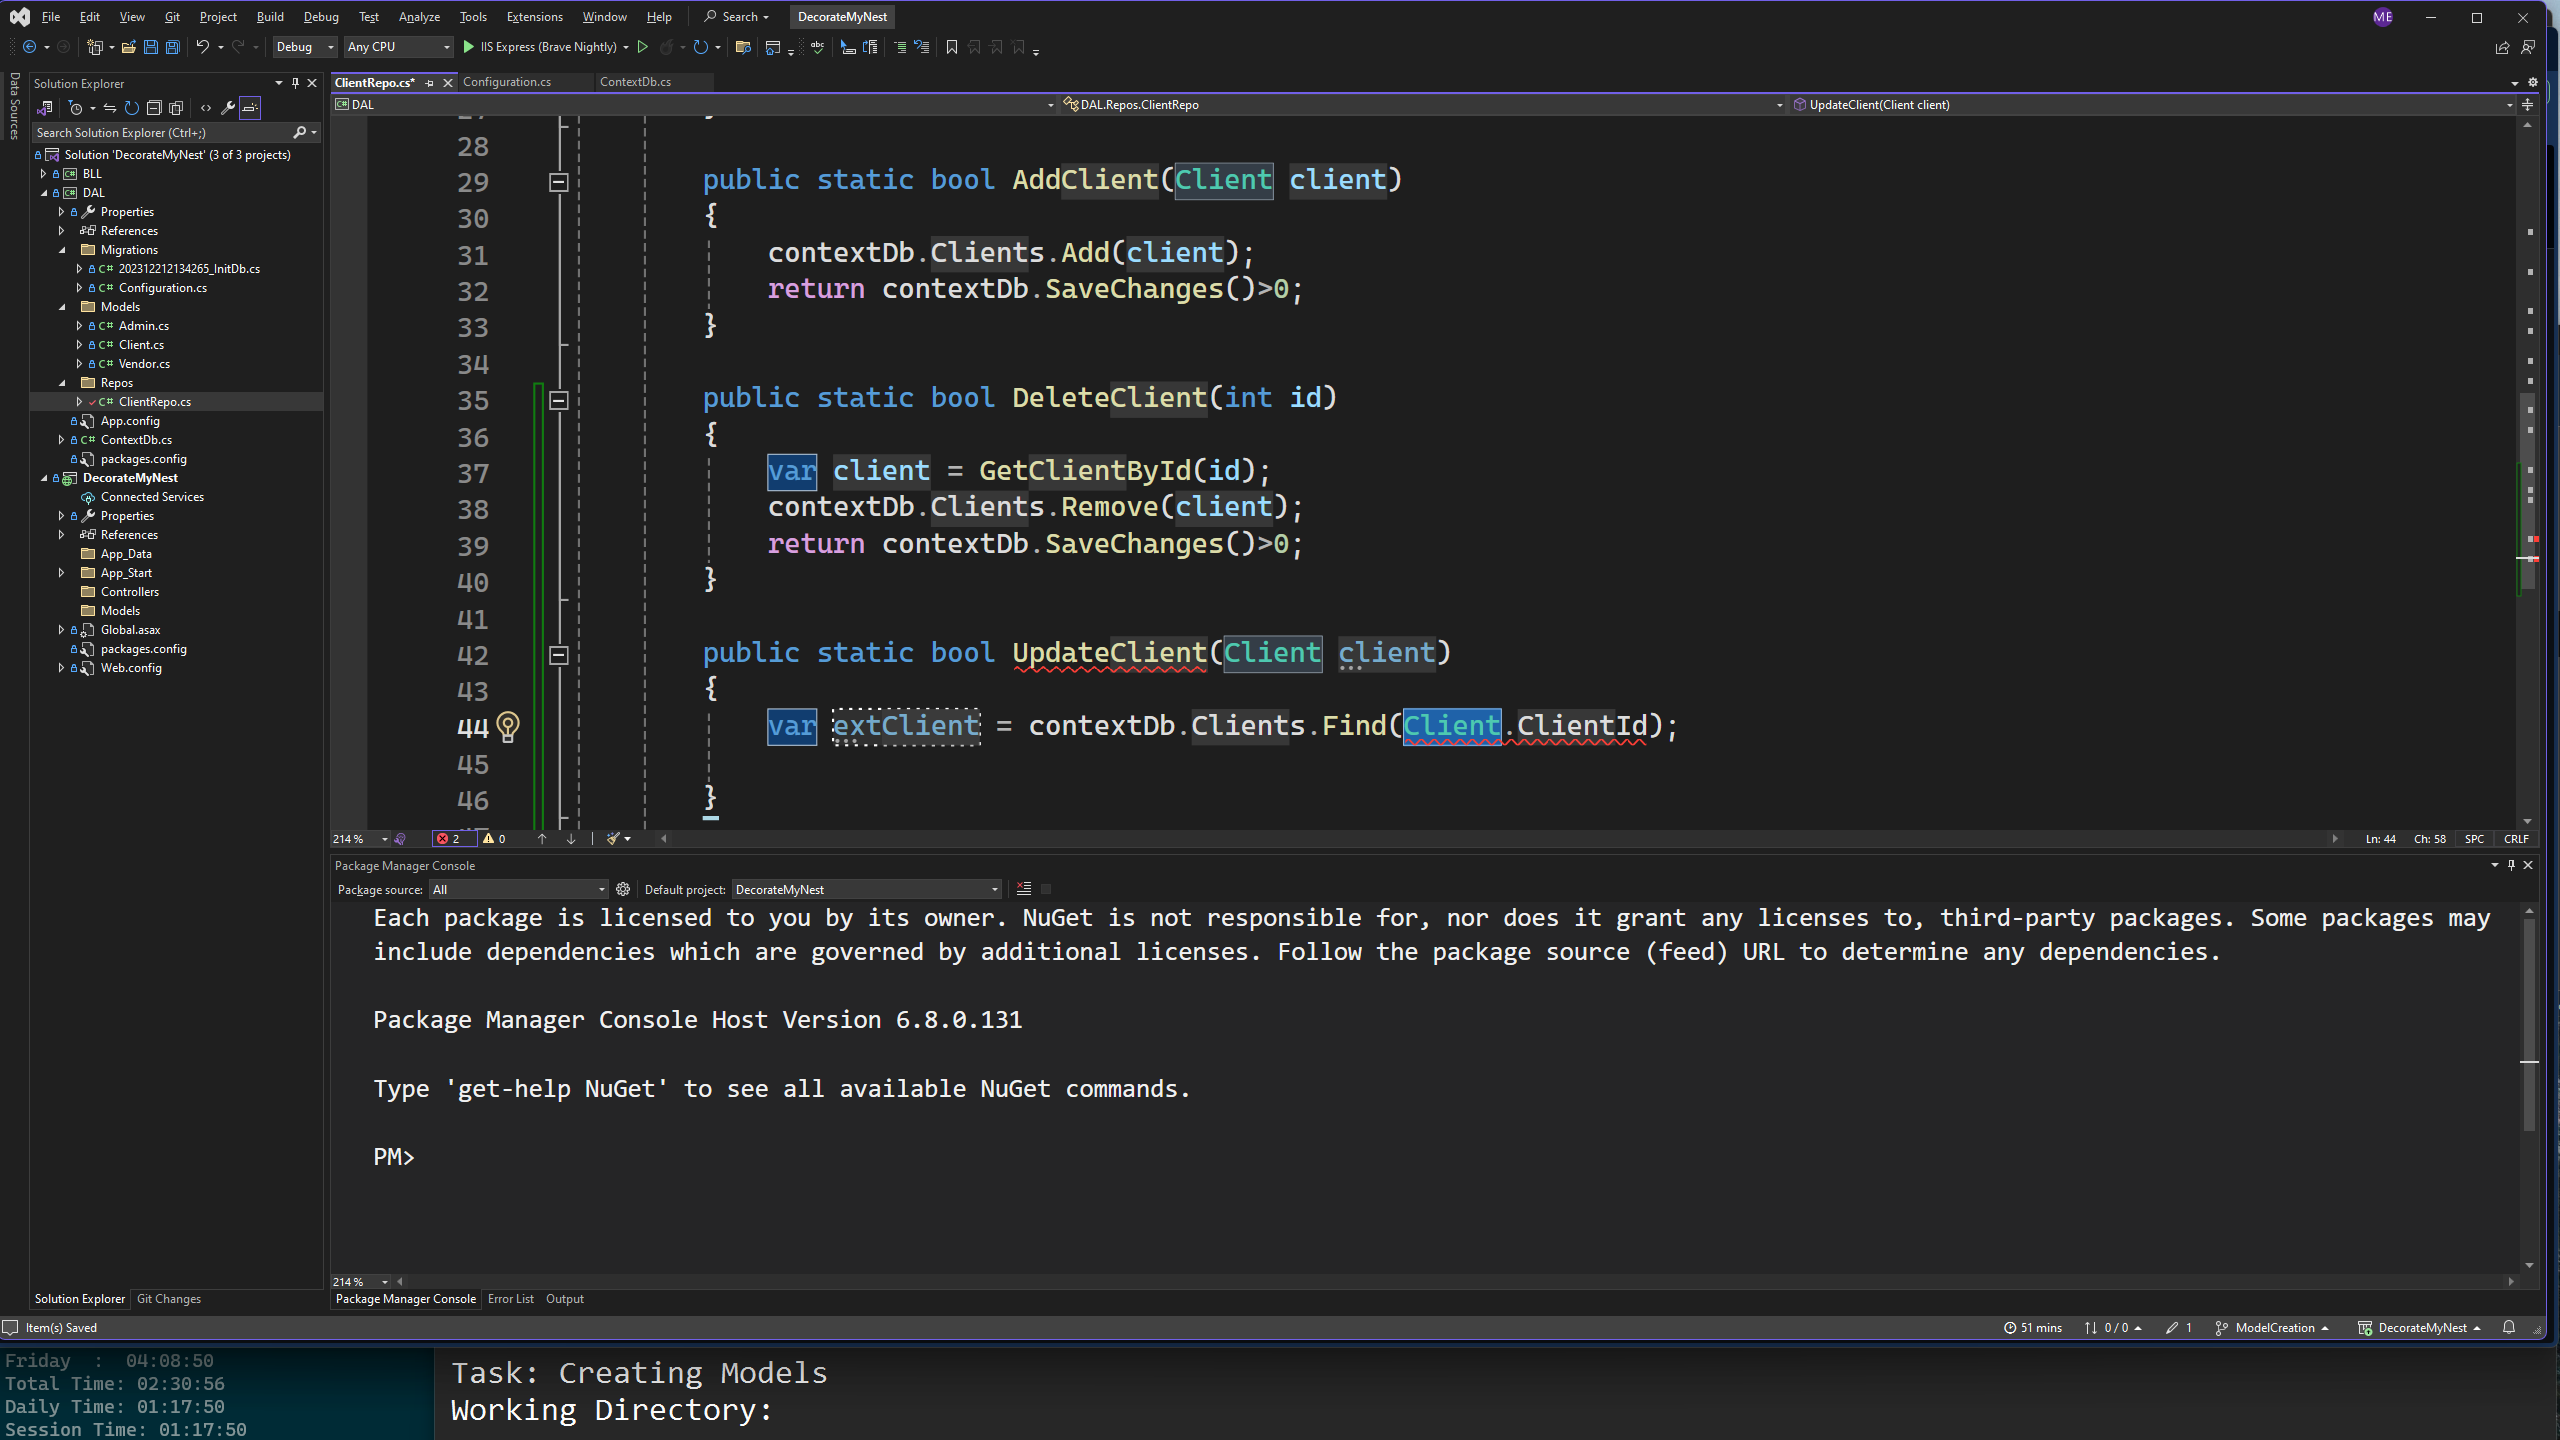 File Edit View Git Project Build Debug Test Analyze Tools Extensions Window Help Search DecorateMyNest ME
Debug Any CPU IIS Express (Brave Nightly)
Data Sources
Solution Explorer
Search Solution Explorer (Ctrl+;)
Solution 'DecorateMyNest' (3 of 3 projects)
BLL
DAL
Properties
References
Migrations
202312212134265_InitDb.cs
Configuration.cs
Models
Admin.cs
Client.cs
Vendor.cs
Repos
ClientRepo.cs
App.config
ContextDb.cs
packages.config
DecorateMyNest
Connected Services
Properties
References
App_Data
App_Start
Controllers
Models
Global.asax
packages.config
Web.config
Solution Explorer Git Changes
ClientRepo.cs* Configuration.cs ContextDb.cs
DAL DAL.Repos.ClientRepo UpdateClient(Client client)
28
29 public static bool AddClient(Client client)
30 {
31 contextDb.Clients.Add(client);
32 return contextDb.SaveChanges()>0;
33 }
34
35 public static bool DeleteClient(int id)
36 {
37 var client = GetClientById(id);
38 contextDb.Clients.Remove(client);
39 return contextDb.SaveChanges()>0;
40 }
41
42 public static bool UpdateClient(Client client)
43 {
44 var extClient = contextDb.Clients.Find(Client.ClientId);
45
46 }
214 % 2 0 Ln: 44 Ch: 58 SPC CRLF
Package Manager Console
Package source: All Default project: DecorateMyNest
Each package is licensed to you by its owner. NuGet is not responsible for, nor does it grant any licenses to, third-party packages. Some packages may
include dependencies which are governed by additional licenses. Follow the package source (feed) URL to determine any dependencies.
Package Manager Console Host Version 6.8.0.131
Type 'get-help NuGet' to see all available NuGet commands.
PM>
214 %
Package Manager Console Error List Output
Item(s) Saved 51 mins 0 / 0 1 ModelCreation DecorateMyNest
Friday : 04:08:50
Total Time: 02:30:56
Daily Time: 01:17:50
Session Time: 01:17:50
Task: Creating Models
Working Directory: